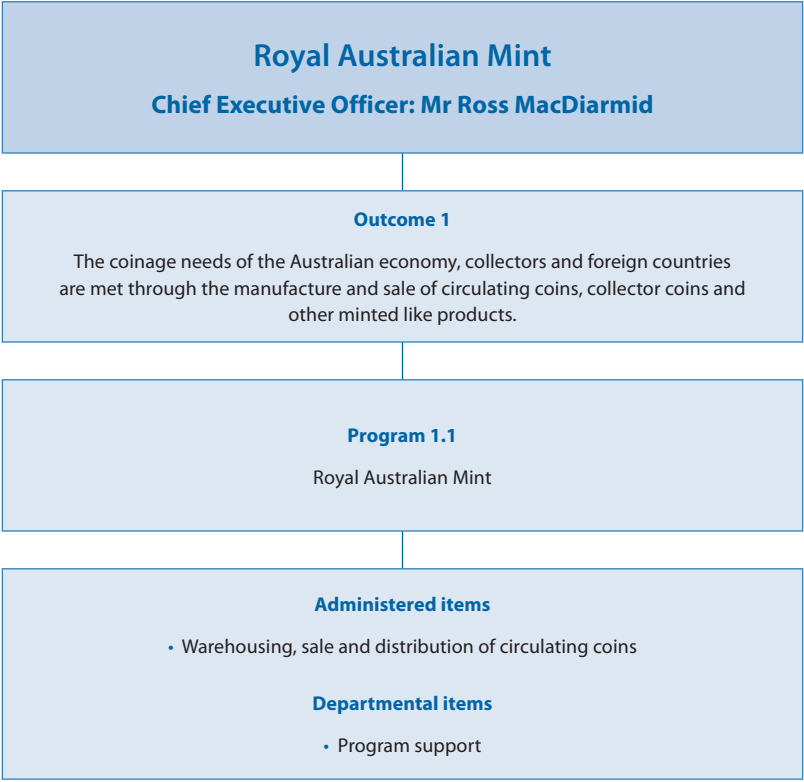 Royal Australian Mint
Chief Executive Officer: Mr Ross MacDiarmid
Outcome 1
The coinage needs of the Australian economy, collectors and foreign countries
are met through the manufacture and sale of circulating coins, collector coins and
other minted like products.
Program 1.1
Royal Australian Mint
Administered items
• Warehousing, sale and distribution of circulating coins
Departmental items
• Program support